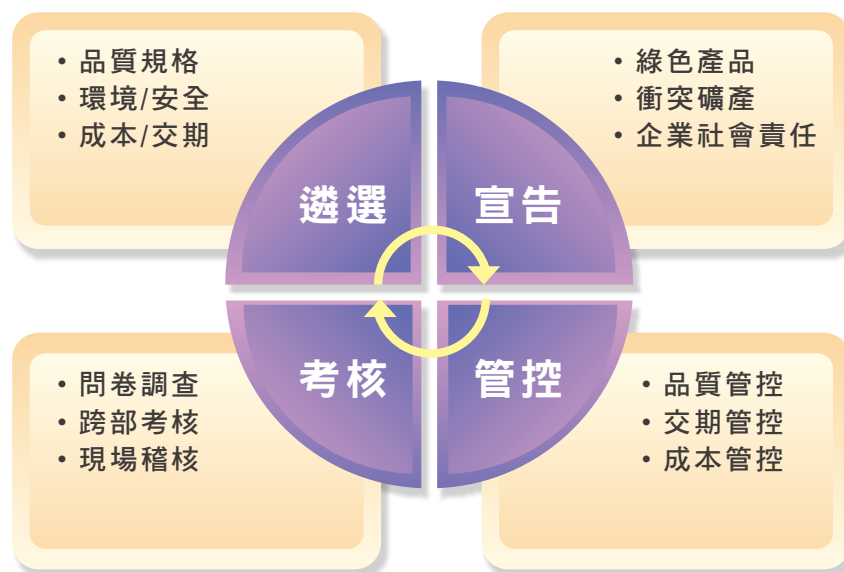 • 品質規格
• 環境/安全
• 成本/交期
遴選
• 綠色產品
• 衝突礦產
• 企業社會責任
宣告
• 問卷調查
• 跨部考核
• 現場稽核
考核
• 品質管控
• 交期管控
• 成本管控
管控